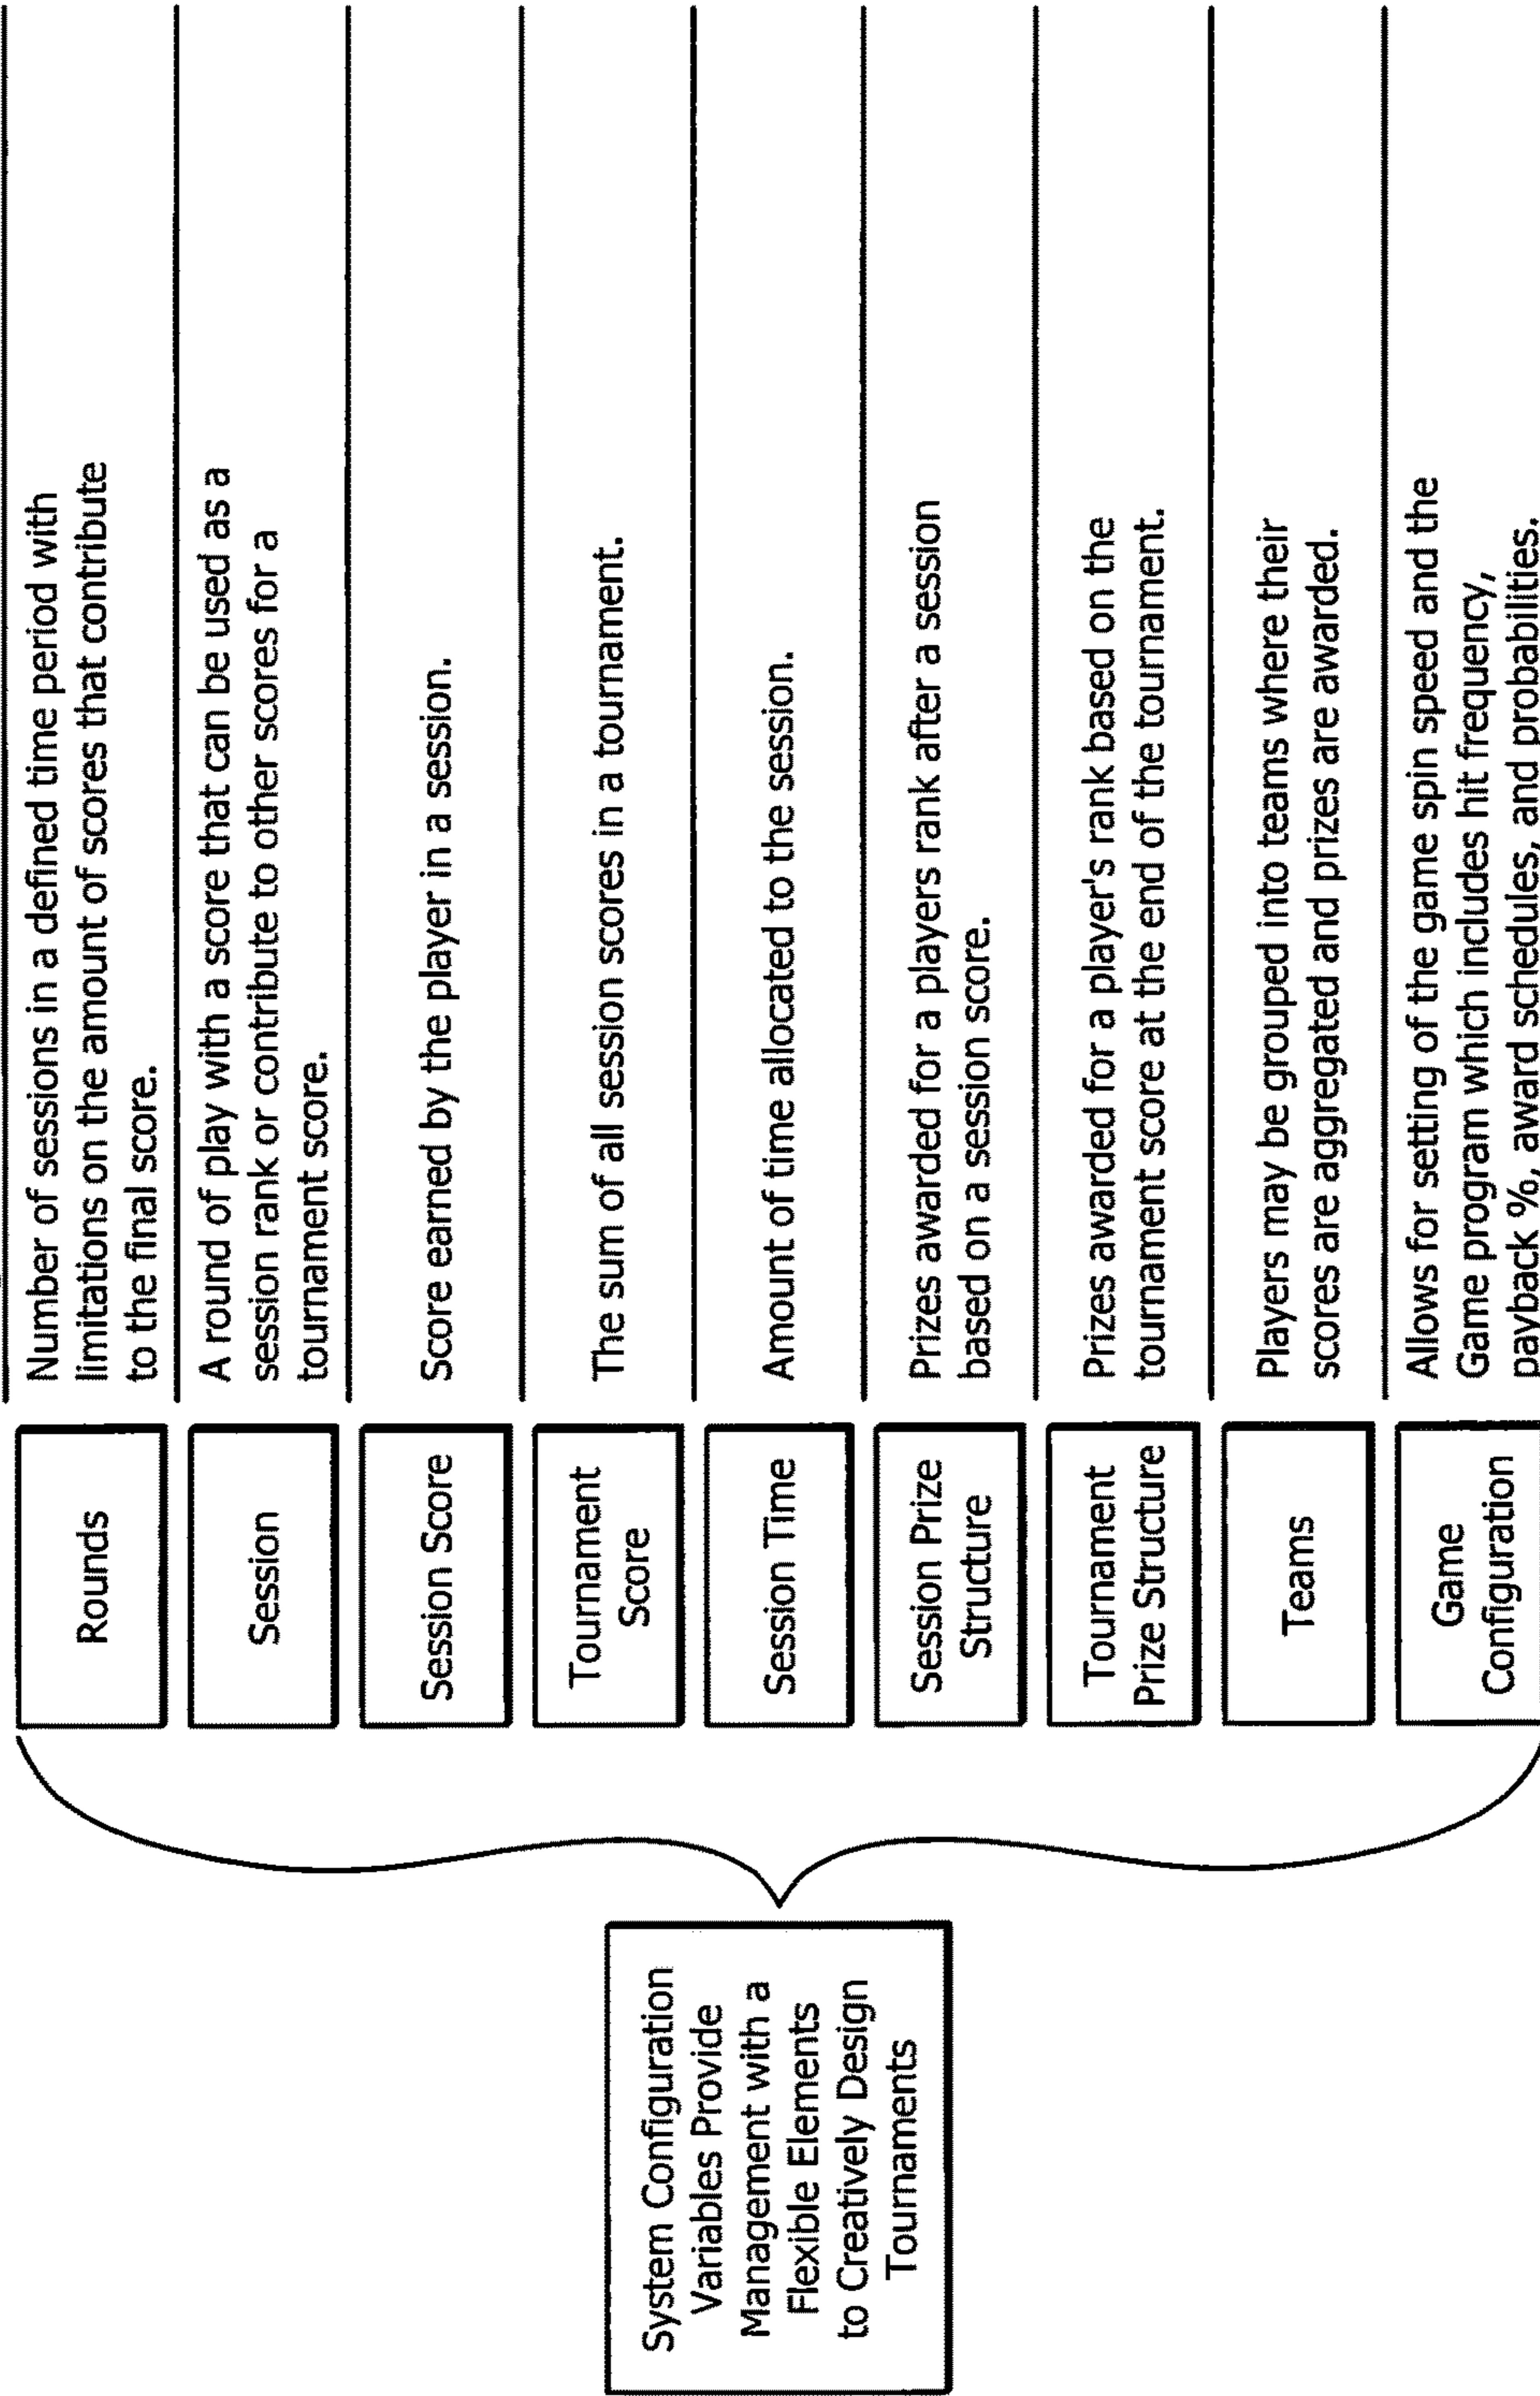 System Configuration
Variables Provide
Management with a
Flexible Elements
to Creatively Design
Tournaments
Rounds
Number of sessions in a defined time period with
limitations on the amount of scores that contribute
to the final score.
Session
A round of play with a score that can be used as a
session rank or contribute to other scores for a
tournament score.
Session Score
Score earned by the player in a session.
Tournament
Score
The sum of all session scores in a tournament.
Session Time
Amount of time allocated to the session.
Session Prize
Structure
Prizes awarded for a players rank after a session
based on a session score.
Tournament
Prize Structure
Prizes awarded for a player's rank based on the
tournament score at the end of the tournament.
Teams
Players may be grouped into teams where their
scores are aggregated and prizes are awarded.
Game
Configuration
Allows for setting of the game spin speed and the
Game program which includes hit frequency,
payback %, award schedules, and probabilities.